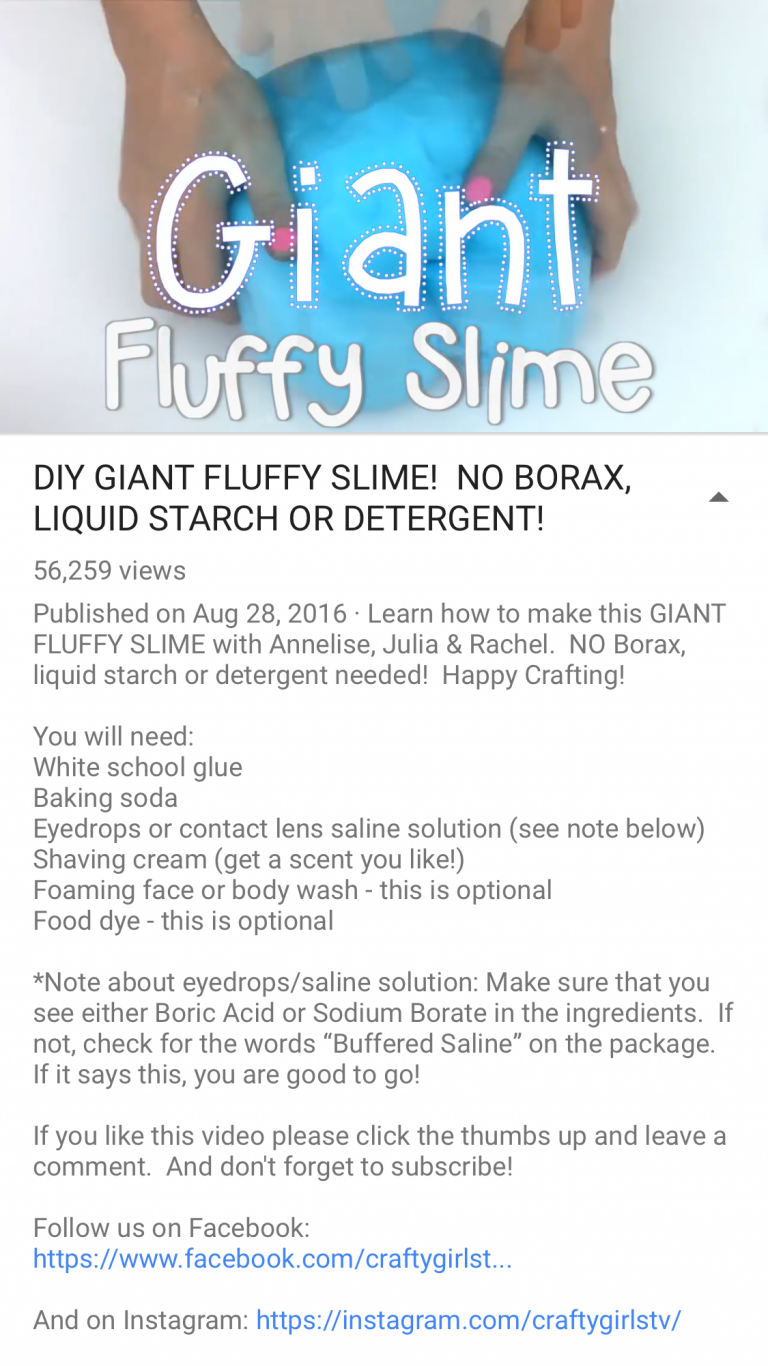 Giant
Fluffy Slime
DIY GIANT FLUFFY SLIME!  NO BORAX,
LIQUID STARCH OR DETERGENT!
56,259 views
Published on Aug 28, 2016 · Learn how to make this GIANT
FLUFFY SLIME with Annelise, Julia & Rachel.  NO Borax,
liquid starch or detergent needed!  Happy Crafting!
You will need:
White school glue
Baking soda
Eyedrops or contact lens saline solution (see note below)
Shaving cream (get a scent you like!)
Foaming face or body wash - this is optional
Food dye - this is optional
*Note about eyedrops/saline solution: Make sure that you
see either Boric Acid or Sodium Borate in the ingredients.  If
not, check for the words “Buffered Saline” on the package.
If it says this, you are good to go!
If you like this video please click the thumbs up and leave a
comment.  And don't forget to subscribe!
Follow us on Facebook:
https://www.facebook.com/craftygirlst...
And on Instagram: https://instagram.com/craftygirlstv/